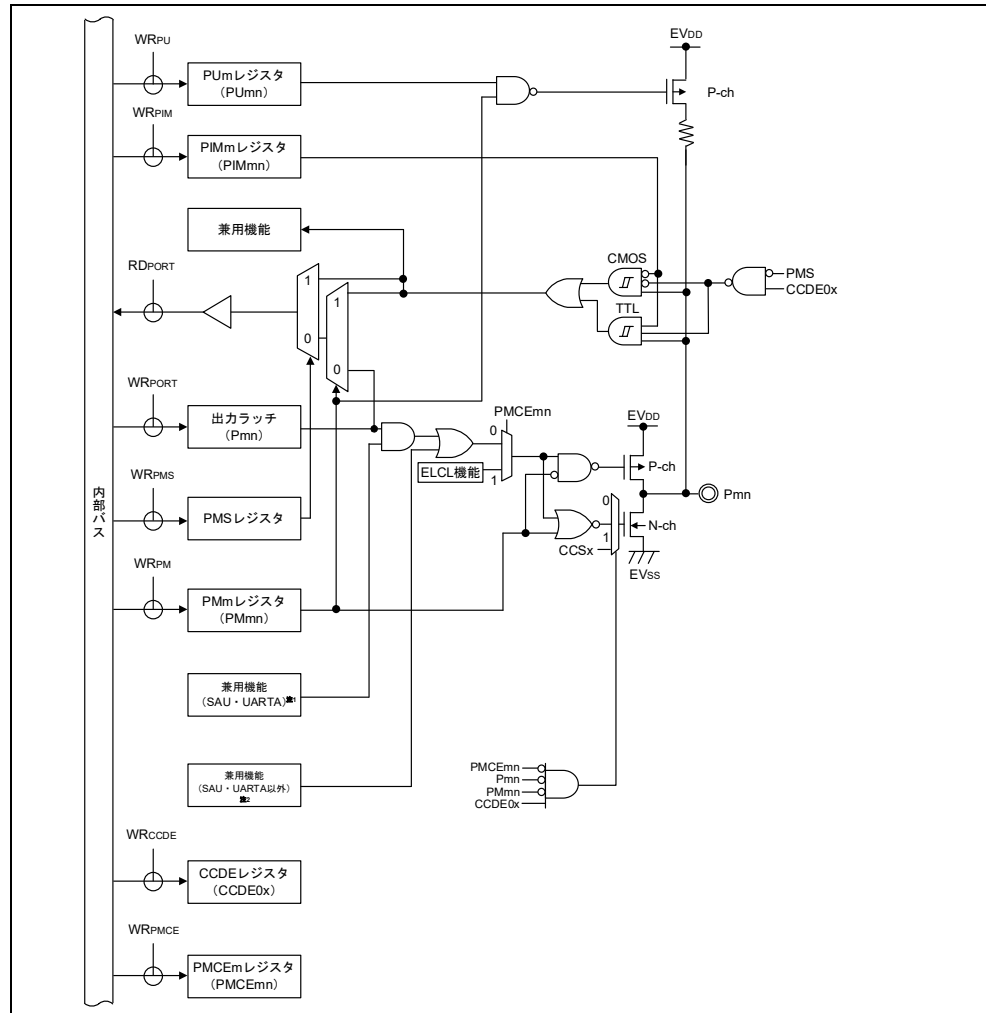 WRPU
PUmレジスタ
(PUmn)
EVDD
P-ch
WRPIM
PIMmレジスタ
(PIMmn)
兼用機能
RDPORT
1
0
1
0
CMOS
TTL
PMS
CCDE0x
WRPORT
出力ラッチ
(Pmn)
PMCEmn
0
ELCL機能
1
EVDD
P-ch
Pmn
内部バス
WRPMS
PMSレジスタ
0
1
CCSx
N-ch
EVSS
WRPM
PMmレジスタ
(PMmn)
兼用機能
(SAU・UARTA)注1
兼用機能
(SAU・UARTA以外)
注2
PMCEmn
Pmn
PMmn
CCDE0x
WRCCDE
CCDEレジスタ
(CCDE0x)
WRPMCE
PMCEmレジスタ
(PMCEmn)